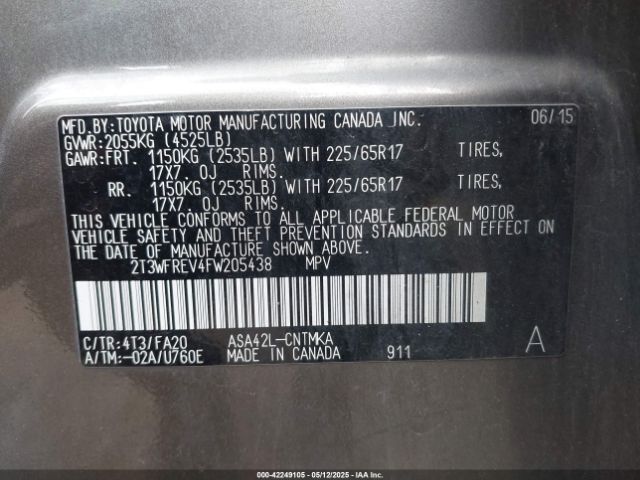 MFD.BY:TOYOTA MOTOR MANUFACTURING CANADA INC. 06/15
GVWR:2055KG (4525LB)
GAWR:FRT. 1150KG (2535LB) WITH 225/65R17 TIRES,
17X7. 0J RIMS.
RR. 1150KG (2535LB) WITH 225/65R17 TIRES,
17X7. 0J RIMS.
THIS VEHICLE CONFORMS TO ALL APPLICABLE FEDERAL MOTOR
VEHICLE SAFETY AND THEFT PREVENTION STANDARDS IN EFFECT ON
THE DATE OF MANUFACTURE SHOWN ABOVE.
2T3WFREV4FW205438 MPV
C/TR:4T3/FA20 ASA42L-CNTMKA
A/TM:-02A/U760E MADE IN CANADA 911 A
000-42249105 - 05/12/2025 - IAA Inc.